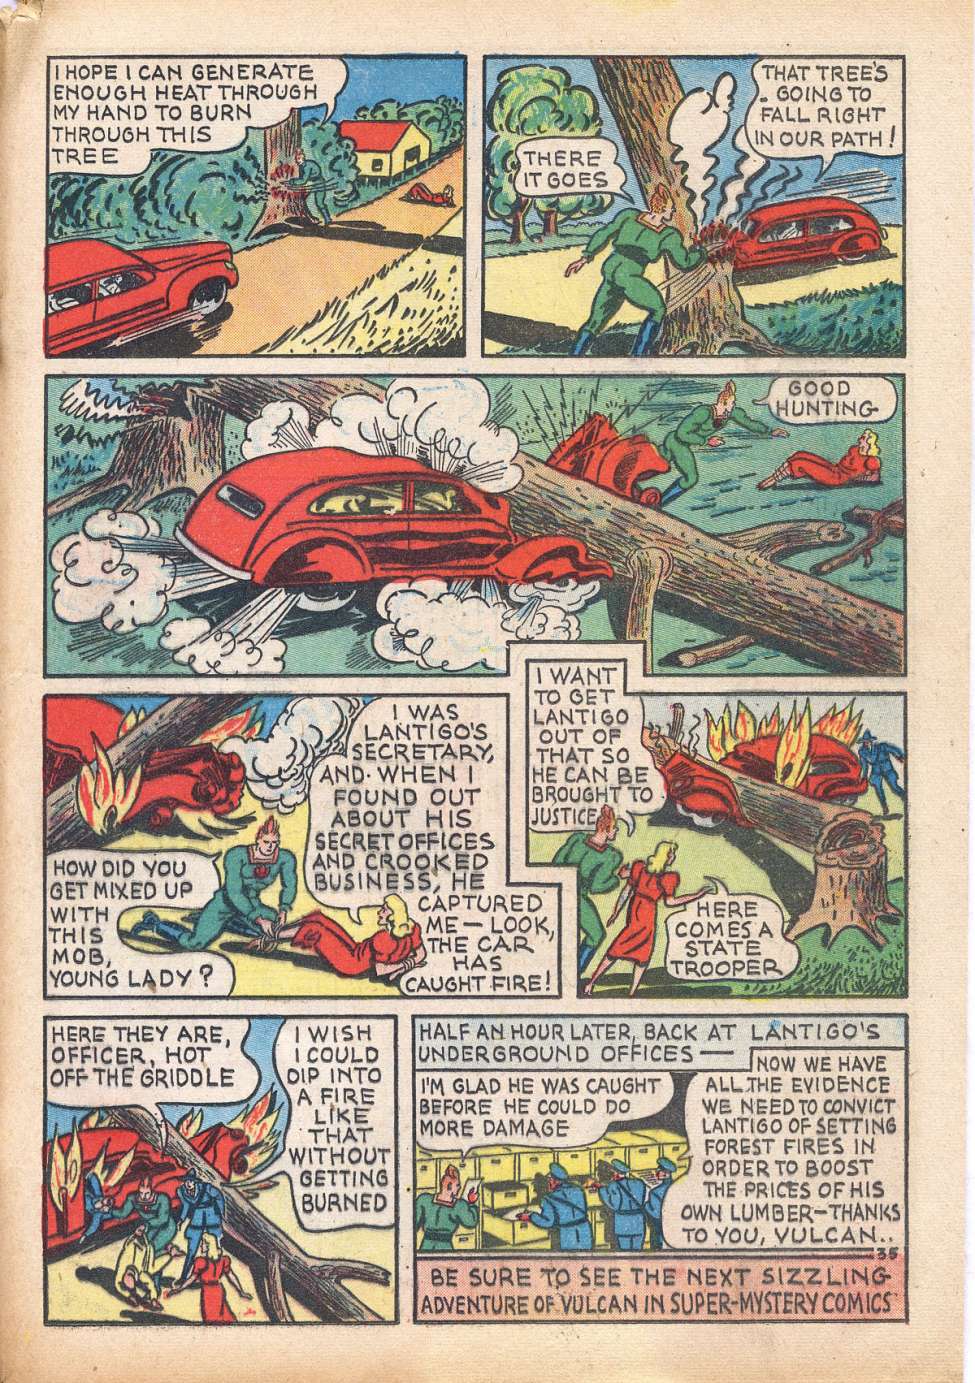 I HOPE I CAN GENERATE
ENOUGH HEAT THROUGH
MY HAND TO BURN
THROUGH THIS
TREE
THERE
IT GOES
THAT TREE'S
GOING TO
FALL RIGHT
IN OUR PATH!
GOOD
HUNTING
HOW DID YOU
GET MIXED UP
WITH
THIS
MOB,
YOUNG LADY?
I WAS
LANTIGO'S
SECRETARY,
AND WHEN I
FOUND OUT
ABOUT HIS
SECRET OFFICES
AND CROOKED
BUSINESS, HE
CAPTURED
ME — LOOK,
THE CAR
HAS
CAUGHT FIRE!
I WANT
TO GET
LANTIGO
OUT OF
THAT SO
HE CAN BE
BROUGHT TO
JUSTICE
HERE
COMES A
STATE
TROOPER
HERE THEY ARE,
OFFICER, HOT
OFF THE GRIDDLE
I WISH
I COULD
DIP INTO
A FIRE
LIKE
THAT
WITHOUT
GETTING
BURNED
HALF AN HOUR LATER, BACK AT LANTIGO'S
UNDERGROUND OFFICES —
I'M GLAD HE WAS CAUGHT
BEFORE HE COULD DO
MORE DAMAGE
NOW WE HAVE
ALL THE EVIDENCE
WE NEED TO CONVICT
LANTIGO OF SETTING
FOREST FIRES IN
ORDER TO BOOST
THE PRICES OF HIS
OWN LUMBER — THANKS
TO YOU, VULCAN..
35
BE SURE TO SEE THE NEXT SIZZLING
ADVENTURE OF VULCAN IN SUPER-MYSTERY COMICS